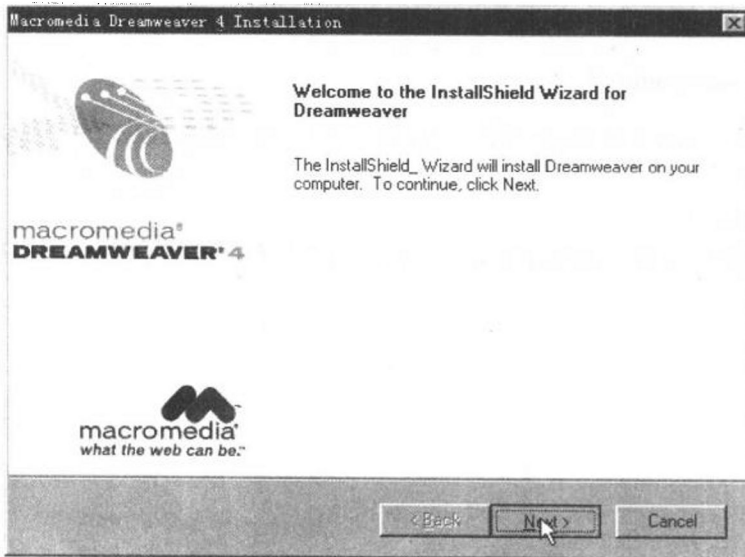 Macromedia Dreamweaver 4 Installation
Welcome to the InstallShield Wizard for
Dreamweaver
The InstallShield_ Wizard will install Dreamweaver on your
computer. To continue, click Next.
macromedia®
DREAMWEAVER® 4
macromedia®
what the web can be.™
< Back
Next >
Cancel